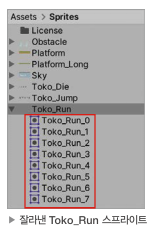 Assets > Sprites
License
Obstacle
Platform
Platform_Long
Sky
Toko_Die
Toko_Jump
Toko_Run
Toko_Run_0
Toko_Run_1
Toko_Run_2
Toko_Run_3
Toko_Run_4
Toko_Run_5
Toko_Run_6
Toko_Run_7
▶ 잘라낸 Toko_Run 스프라이트